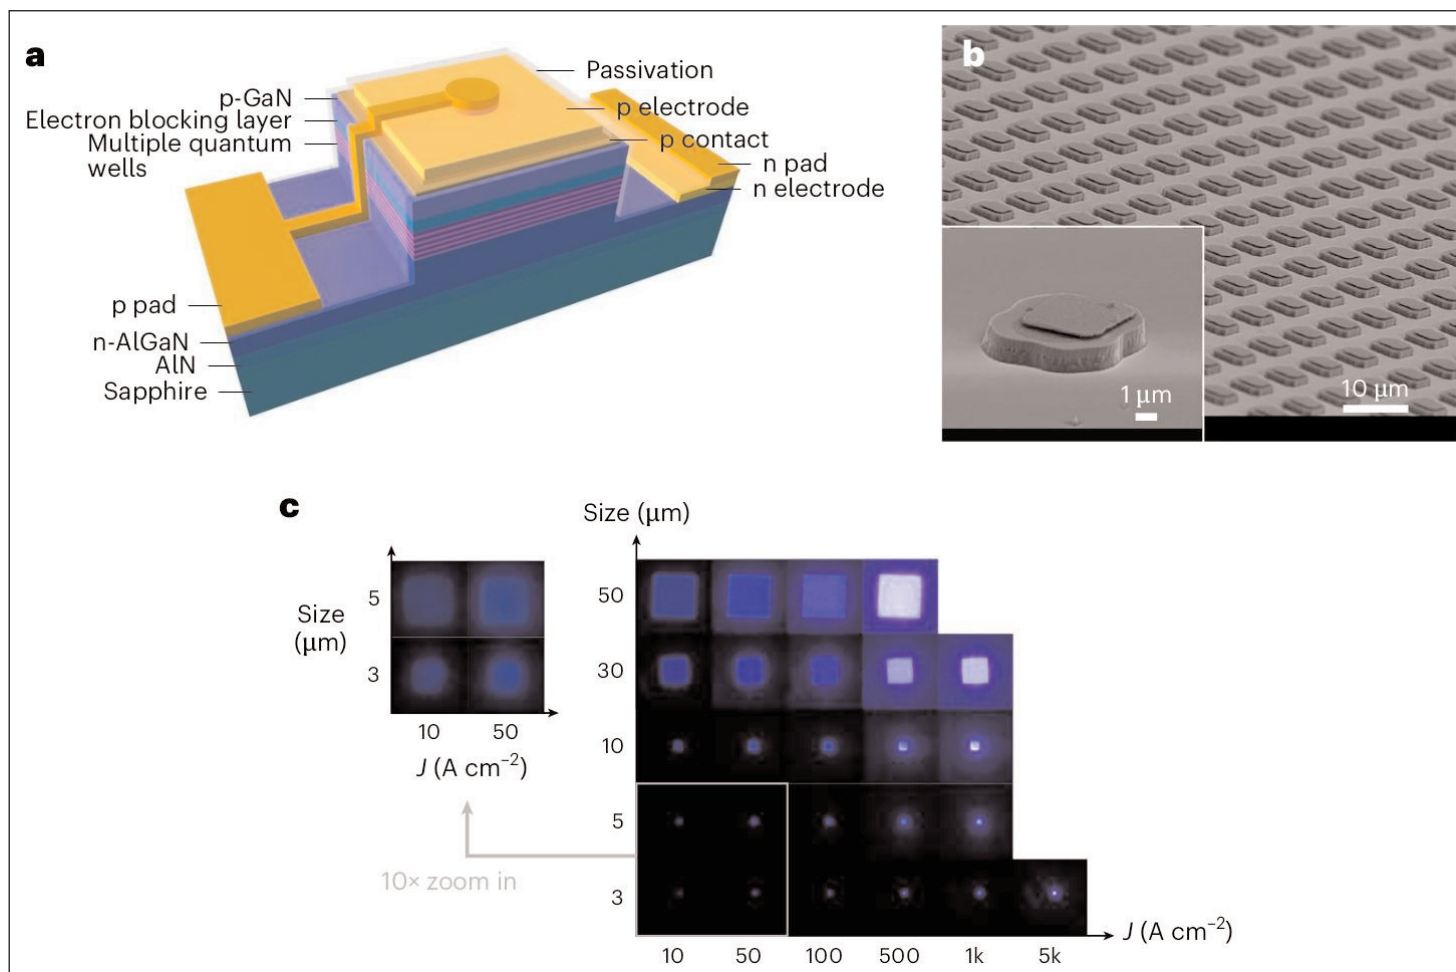 a
p-GaN
Electron blocking layer
Multiple quantum
wells
Passivation
p electrode
p contact
n pad
n electrode
p pad
n-AlGaN
AlN
Sapphire
b
1 μm
10 μm
c
Size
(μm)
5
3
10 50
J (A cm⁻²)
10× zoom in
Size (μm)
50
30
10
5
3
10 50 100 500 1k 5k
J (A cm⁻²)